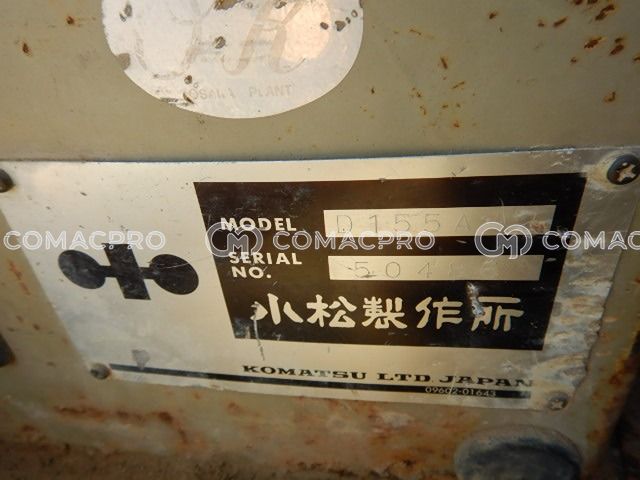 OSAKA PLANT
MODEL D155A
SERIAL NO.
小松製作所
KOMATSU LTD. JAPAN
09602-01643
COMACPRO COMACPRO COMACPRO